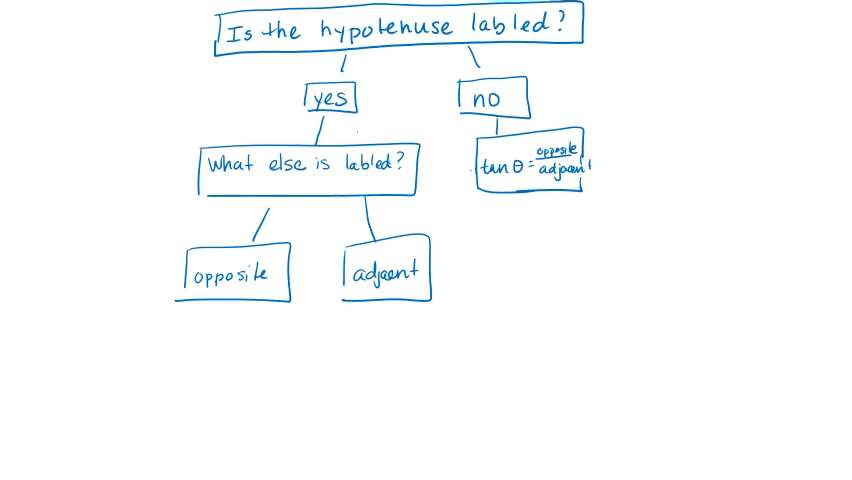 Is the hypotenuse labled?
yes
no
What else is labled?
tan θ = opposite/adjacent
opposite
adjacent